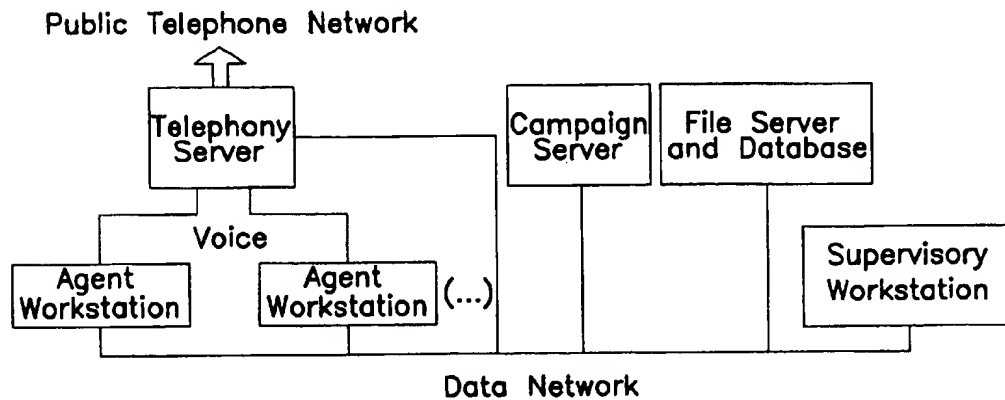 Public Telephone Network
Telephony
Server
Campaign
Server
File Server
and Database
Voice
Agent
Workstation
Agent
Workstation
(...)
Supervisory
Workstation
Data Network